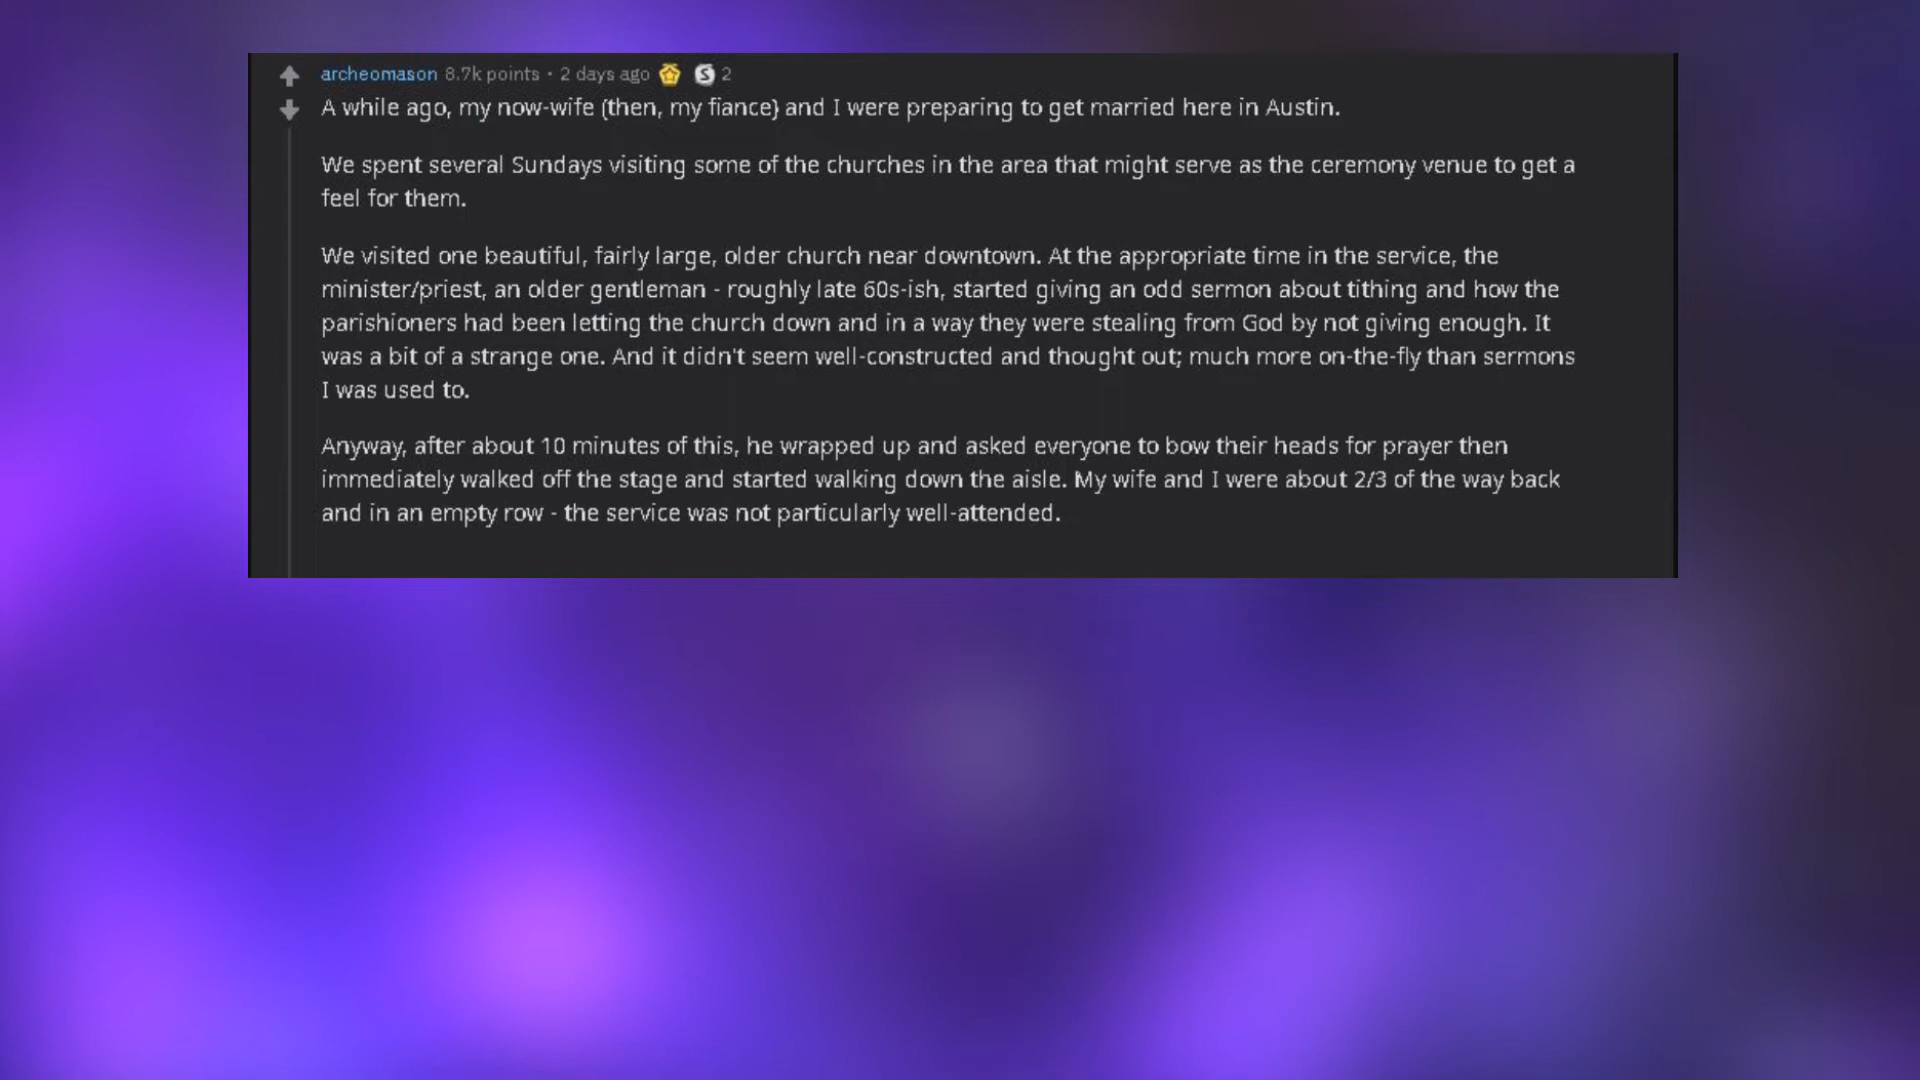 archeomason 8.7k points · 2 days ago 2
A while ago, my now-wife (then, my fiance} and I were preparing to get married here in Austin.
We spent several Sundays visiting some of the churches in the area that might serve as the ceremony venue to get a
feel for them.
We visited one beautiful, fairly large, older church near downtown. At the appropriate time in the service, the
minister/priest, an older gentleman - roughly late 60s-ish, started giving an odd sermon about tithing and how the
parishioners had been letting the church down and in a way they were stealing from God by not giving enough. It
was a bit of a strange one. And it didn't seem well-constructed and thought out; much more on-the-fly than sermons
I was used to.
Anyway, after about 10 minutes of this, he wrapped up and asked everyone to bow their heads for prayer then
immediately walked off the stage and started walking down the aisle. My wife and I were about 2/3 of the way back
and in an empty row - the service was not particularly well-attended.